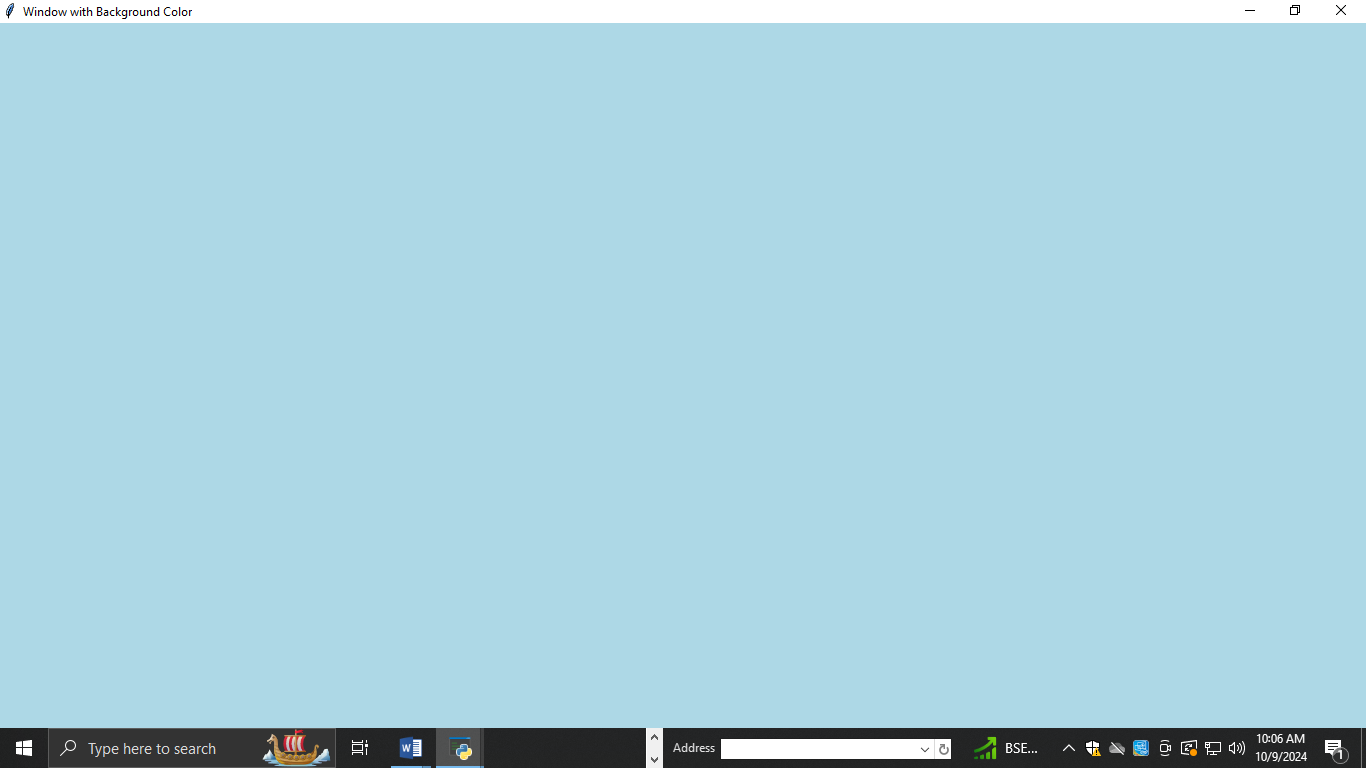 Window with Background Color
Type here to search
Address
BSE...
10:06 AM
10/9/2024
1